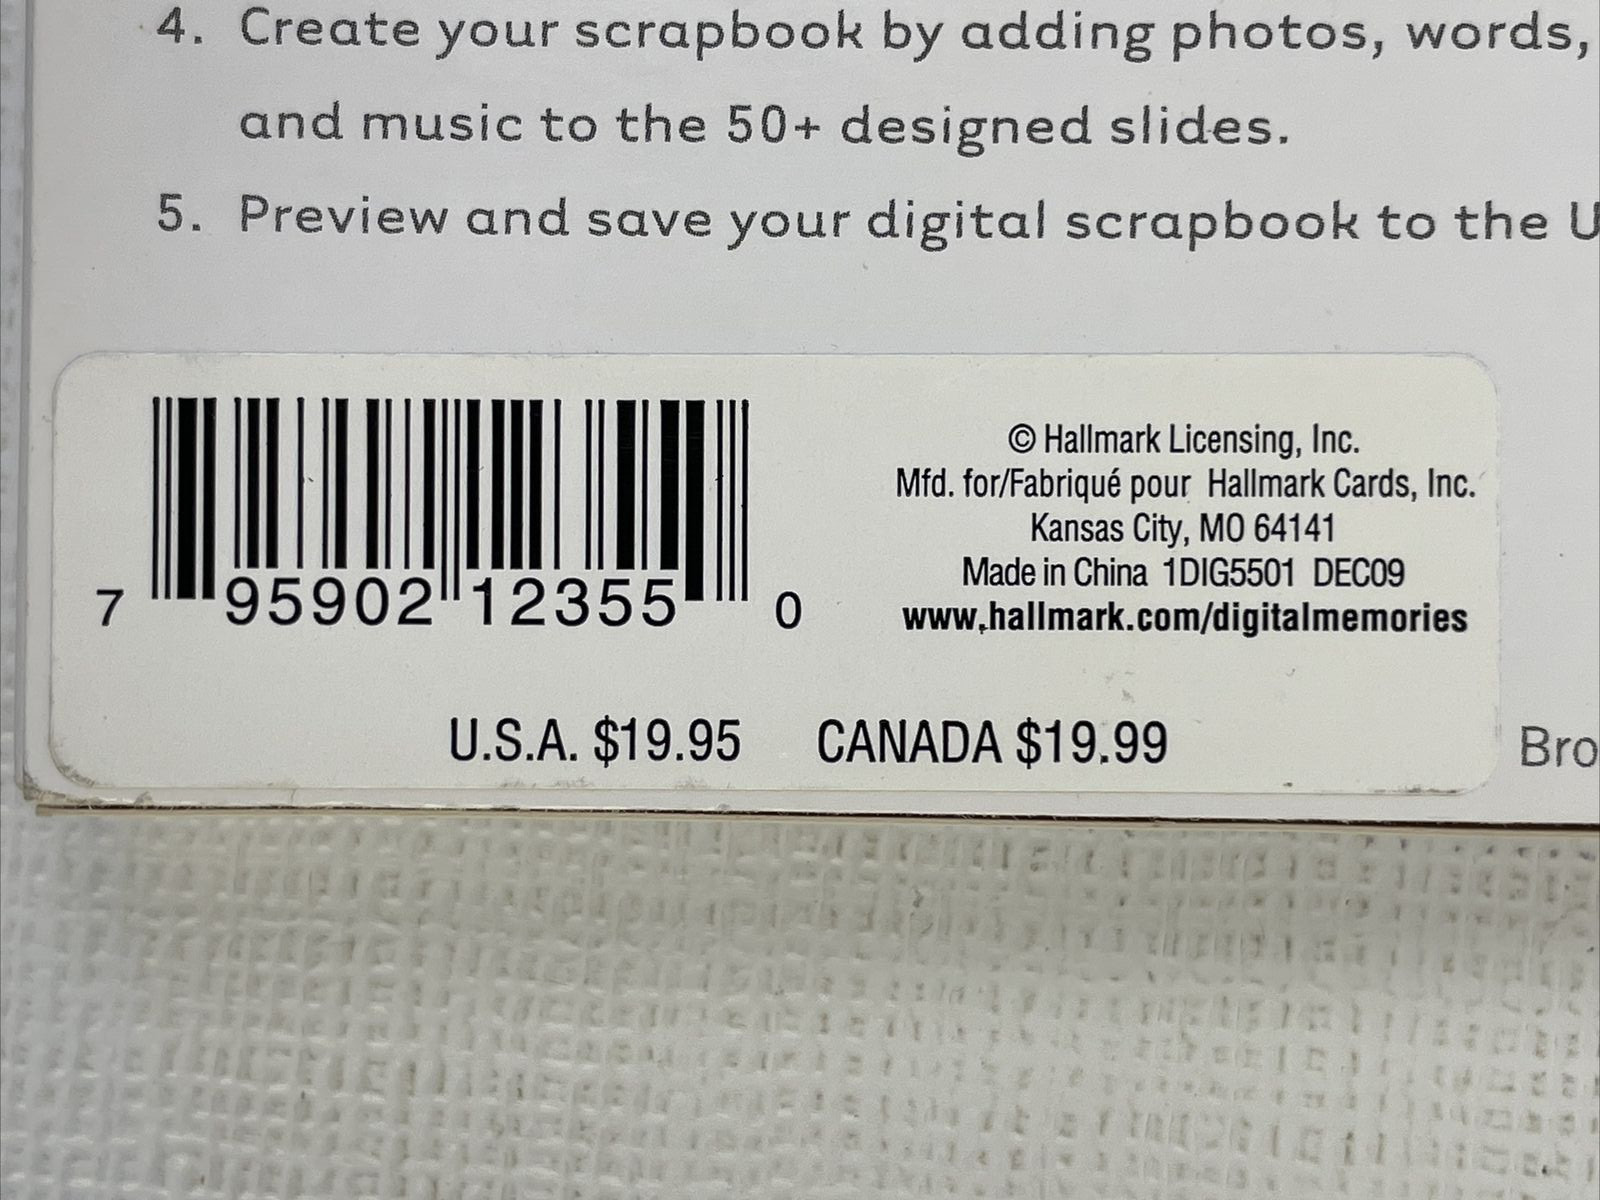 4. Create your scrapbook by adding photos, words,
and music to the 50+ designed slides.
5. Preview and save your digital scrapbook to the U
7 95902 12355 0
© Hallmark Licensing, Inc.
Mfd. for/Fabriqué pour Hallmark Cards, Inc.
Kansas City, MO 64141
Made in China 1DIG5501 DEC09
www.hallmark.com/digitalmemories
U.S.A. $19.95 CANADA $19.99
Bro